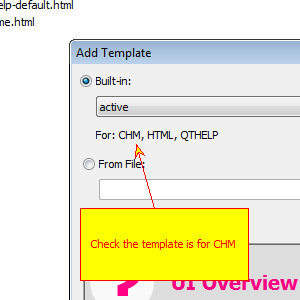 elp-default.html
me.html
Add Template
Built-in:
active
For: CHM, HTML, QTHELP
From File:
Check the template is for CHM
?
UI Overview